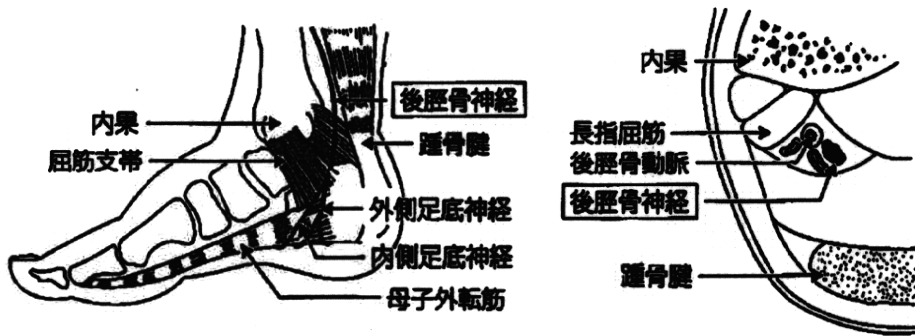 内果
屈筋支帯
後脛骨神経
踵骨腱
外側足底神経
内側足底神経
母子外転筋
内果
長指屈筋
後脛骨動脈
後脛骨神経
踵骨腱